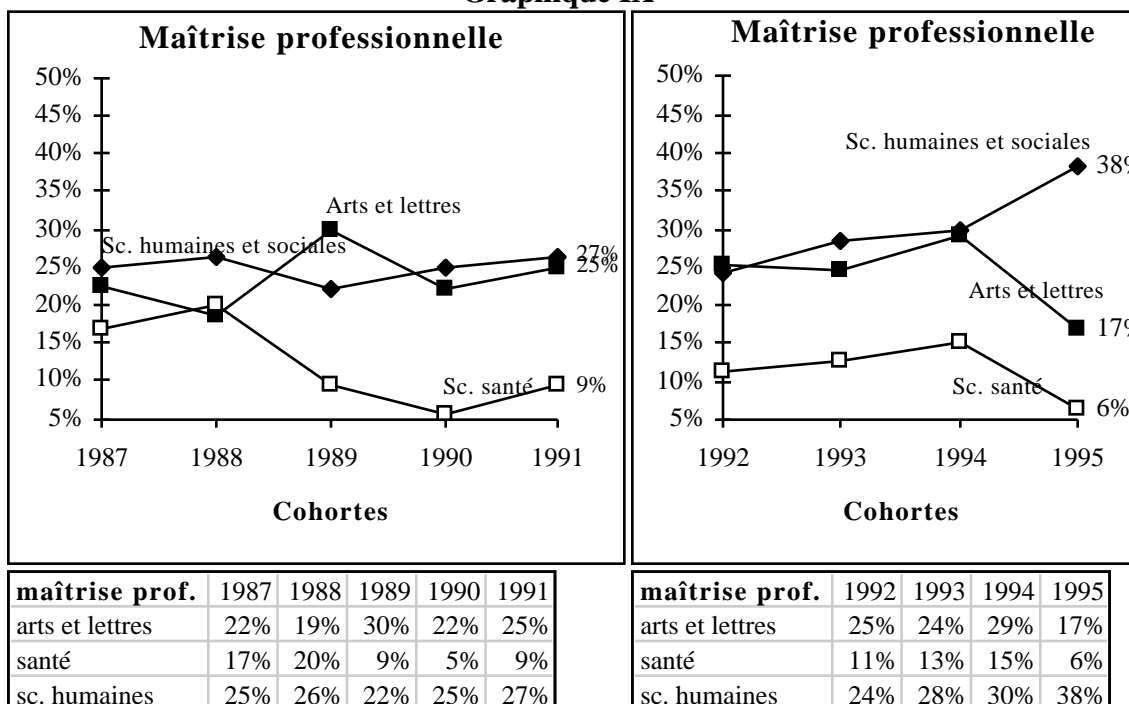 Maîtrise professionnelle
50%
45%
40%
35%
30%
25%
20%
15%
10%
5%
Arts et lettres
Sc. humaines et sociales
27%
25%
Sc. santé
9%
1987 1988 1989 1990 1991
Cohortes
Maîtrise professionnelle
50%
45%
40%
35%
30%
25%
20%
15%
10%
5%
Sc. humaines et sociales
38%
Arts et lettres
17%
Sc. santé
6%
1992 1993 1994 1995
Cohortes
maîtrise prof. 1987 1988 1989 1990 1991
arts et lettres 22% 19% 30% 22% 25%
santé 17% 20% 9% 5% 9%
sc. humaines 25% 26% 22% 25% 27%
maîtrise prof. 1992 1993 1994 1995
arts et lettres 25% 24% 29% 17%
santé 11% 13% 15% 6%
sc. humaines 24% 28% 30% 38%